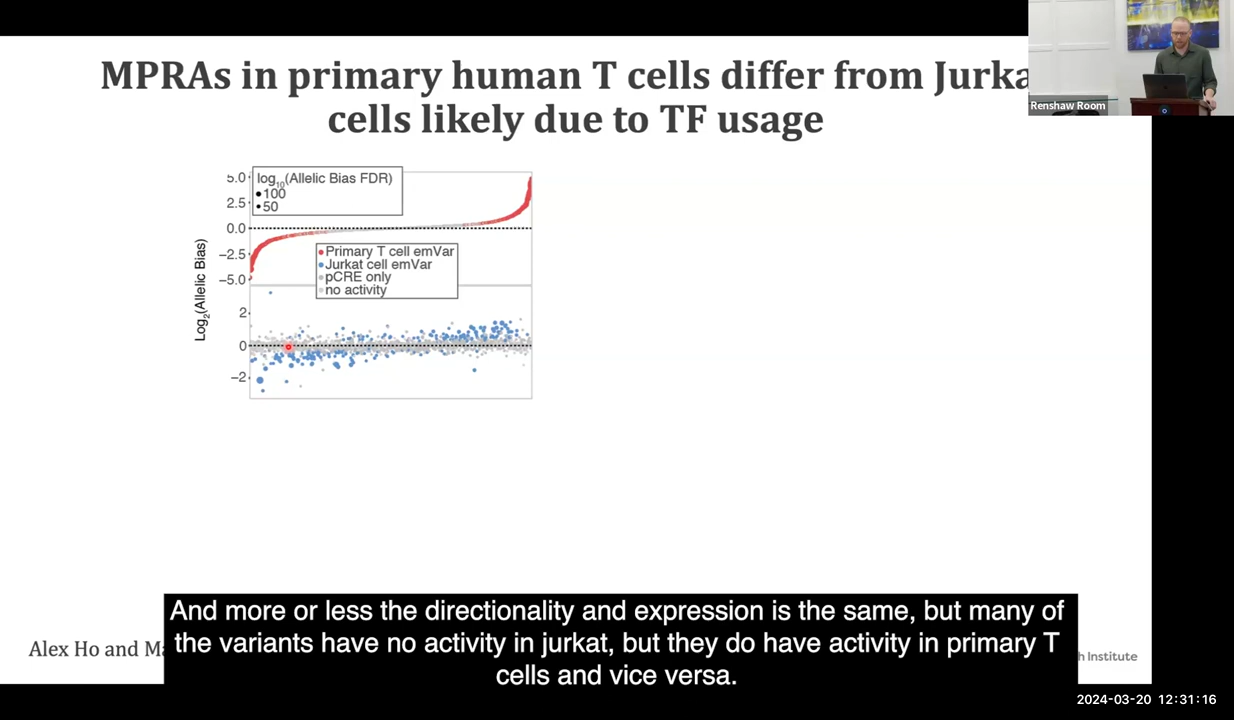 MPRAs in primary human T cells differ from Jurka
cells likely due to TF usage
Renshaw Room
log10(Allelic Bias FDR)
100
50
5.0
2.5
0.0
−2.5
−5.0
Primary T cell emVar
Jurkat cell emVar
pCRE only
no activity
Log2(Allelic Bias)
2
0
−2
And more or less the directionality and expression is the same, but many of
the variants have no activity in jurkat, but they do have activity in primary T
cells and vice versa.
Alex Ho and Ma
h Institute
2024-03-20 12:31:16